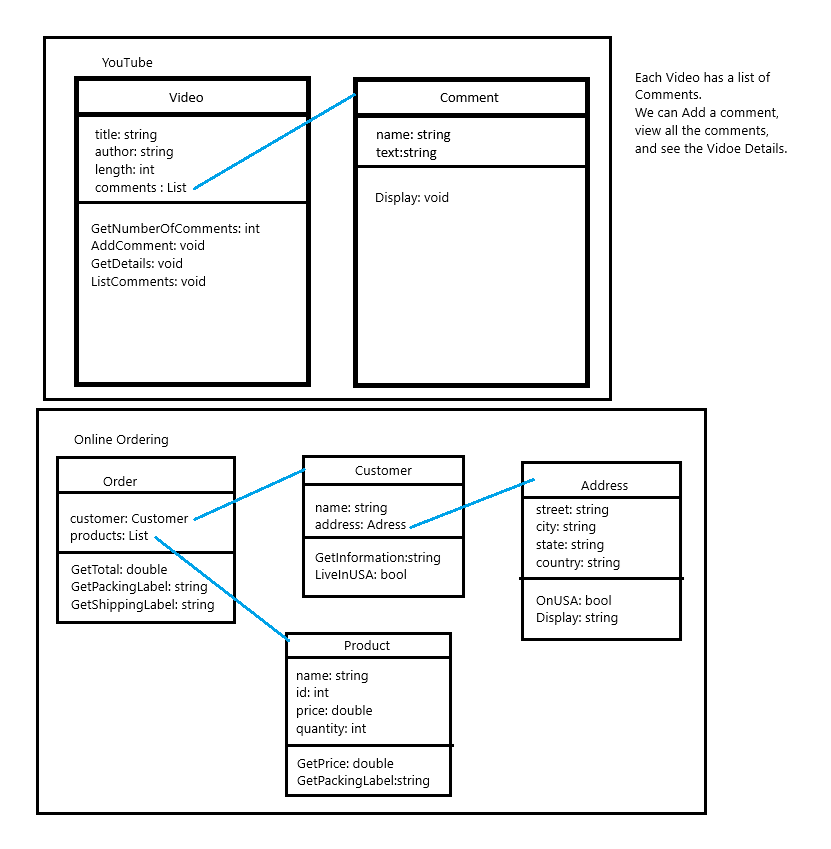 YouTube
Video
title: string
author: string
length: int
comments : List
GetNumberOfComments: int
AddComment: void
GetDetails: void
ListComments: void
Comment
name: string
text:string
Display: void
Each Video has a list of
Comments.
We can Add a comment,
view all the comments,
and see the Vidoe Details.
Online Ordering
Order
customer: Customer
products: List
GetTotal: double
GetPackingLabel: string
GetShippingLabel: string
Customer
name: string
address: Adress
GetInformation:string
LiveInUSA: bool
Address
street: string
city: string
state: string
country: string
OnUSA: bool
Display: string
Product
name: string
id: int
price: double
quantity: int
GetPrice: double
GetPackingLabel:string